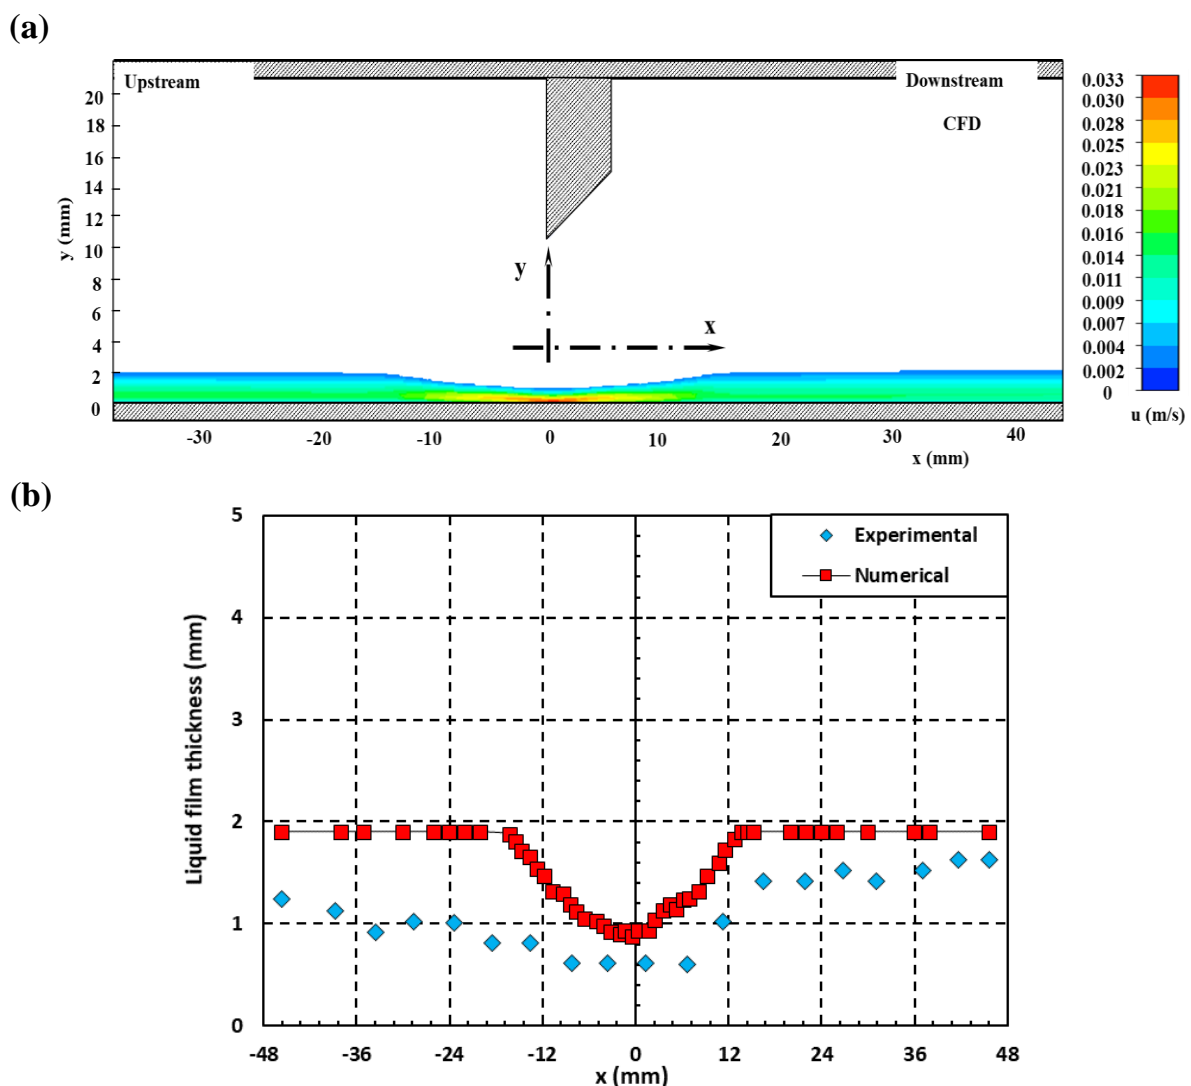 (a)
Upstream
Downstream
CFD
20
18
16
14
12
10
8
6
4
2
0
y (mm)
y
x
-30 -20 -10 0 10 20 30 40
x (mm)
0.033
0.030
0.028
0.026
0.023
0.021
0.018
0.016
0.013
0.011
0.009
0.007
0.004
0.002
0
u (m/s)
(b)
Experimental
Numerical
5
4
3
2
1
0
Liquid film thickness (mm)
-48 -36 -24 -12 0 12 24 36 48
x (mm)